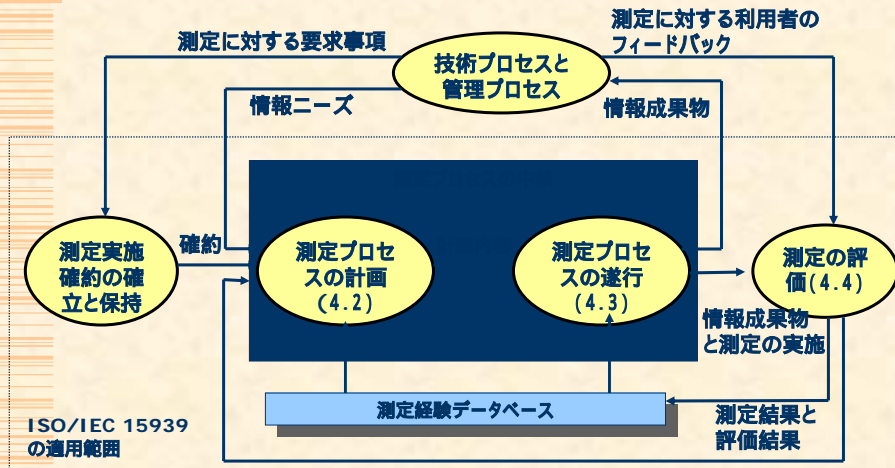 測定に対する要求事項
測定に対する利用者の
フィードバック
技術プロセスと
管理プロセス
情報ニーズ
情報成果物
測定実施
確約の確
立と保持
確約
測定プロセ
スの計画
(4.2)
測定プロセ
スの遂行
(4.3)
測定の評
価(4.4)
情報成果物
と測定の実施
測定経験データベース
測定結果と
評価結果
ISO/IEC 15939
の適用範囲